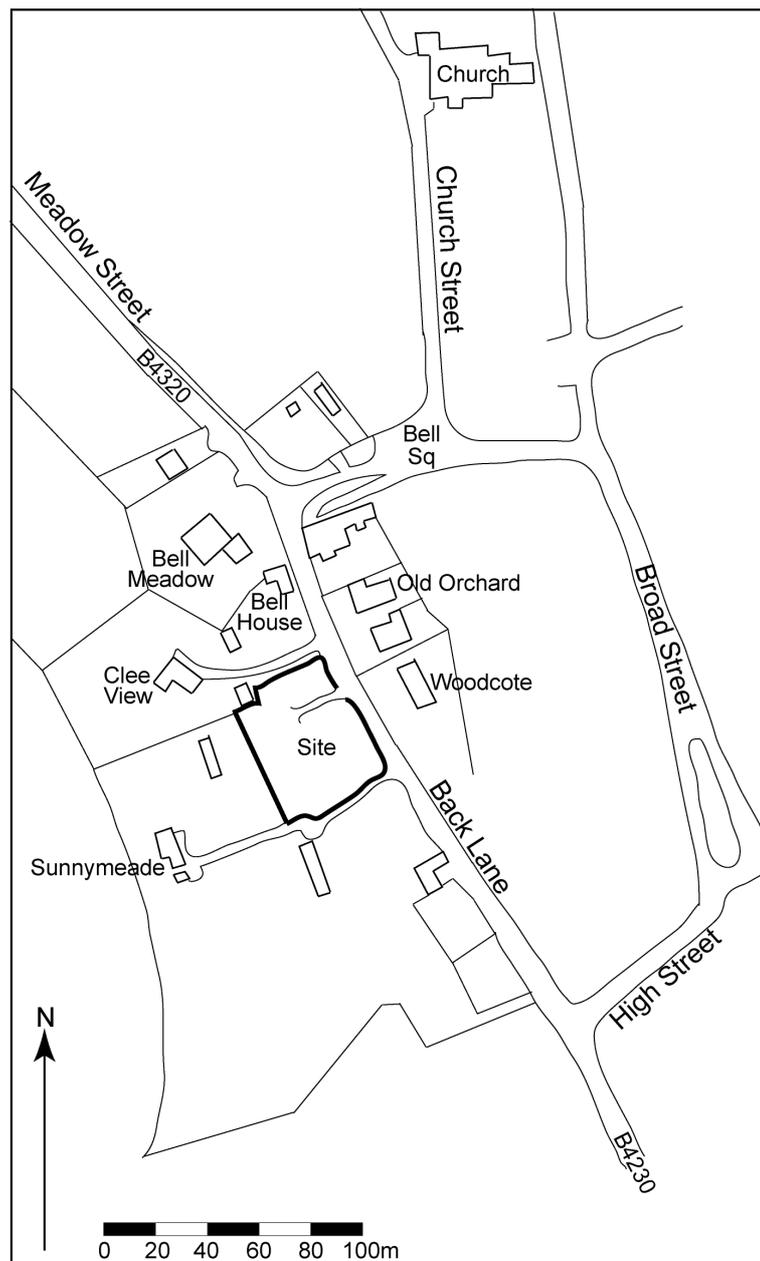 Church
Meadow Street
Church Street
B4320
Bell
Sq
Bell
Meadow
Old Orchard
Bell
House
Broad Street
Clee
View
Woodcote
Site
Back Lane
Sunnymeade
High Street
N
B4230
0 20 40 60 80 100m